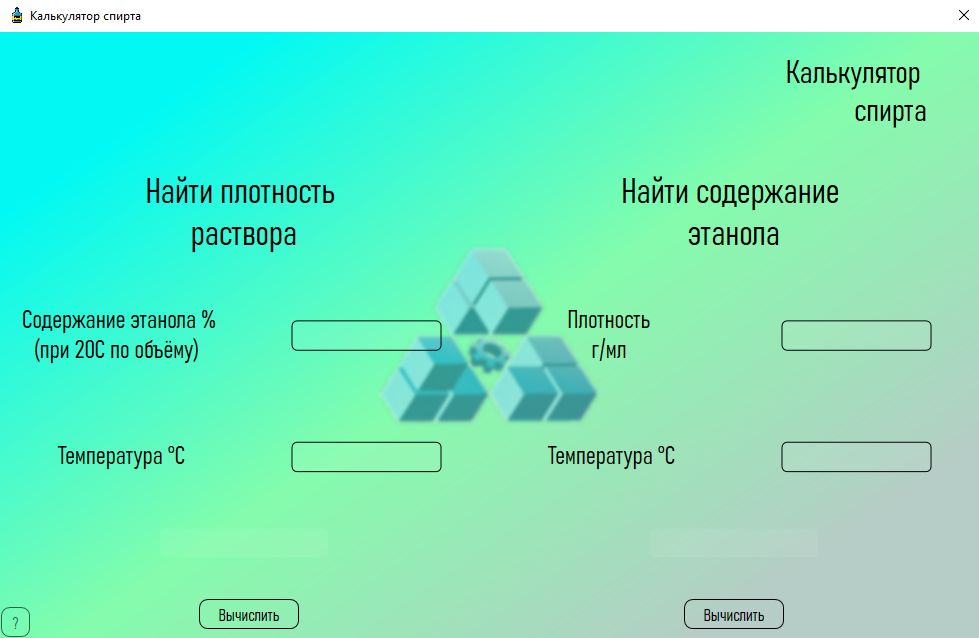 Калькулятор спирта
Калькулятор
спирта
Найти плотность
раствора
Найти содержание
этанола
Содержание этанола %
(при 20С по объёму)
Плотность
г/мл
Температура °С
Температура °С
Вычислить
Вычислить
?